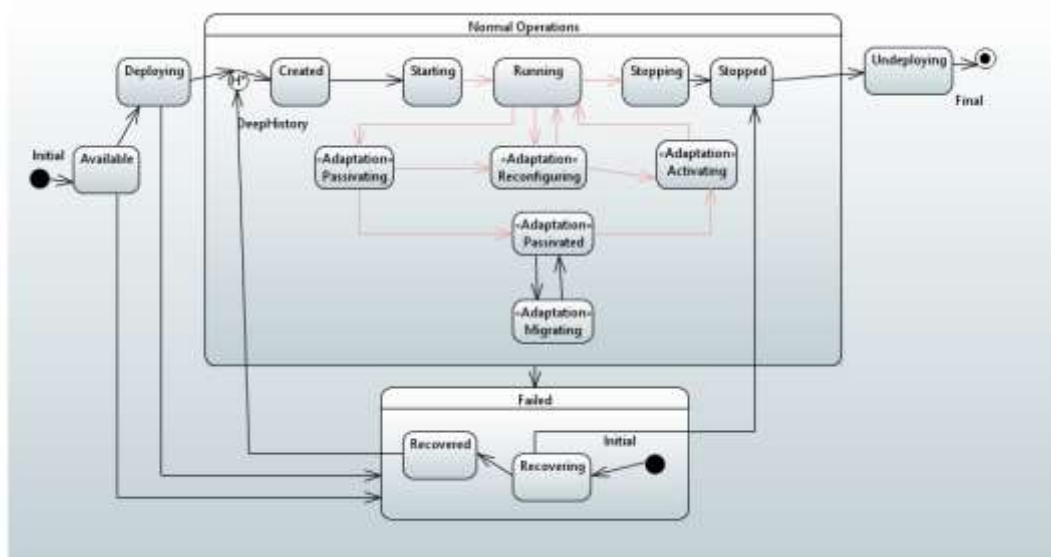 Normal Operations
Deploying
Created
Starting
Running
Stopping
Stopped
Undeploying
H*
DeepHistory
Final
Initial
Available
«Adaptation»
Passivating
«Adaptation»
Reconfiguring
«Adaptation»
Activating
«Adaptation»
Passivated
«Adaptation»
Migrating
Failed
Recovered
Recovering
Initial